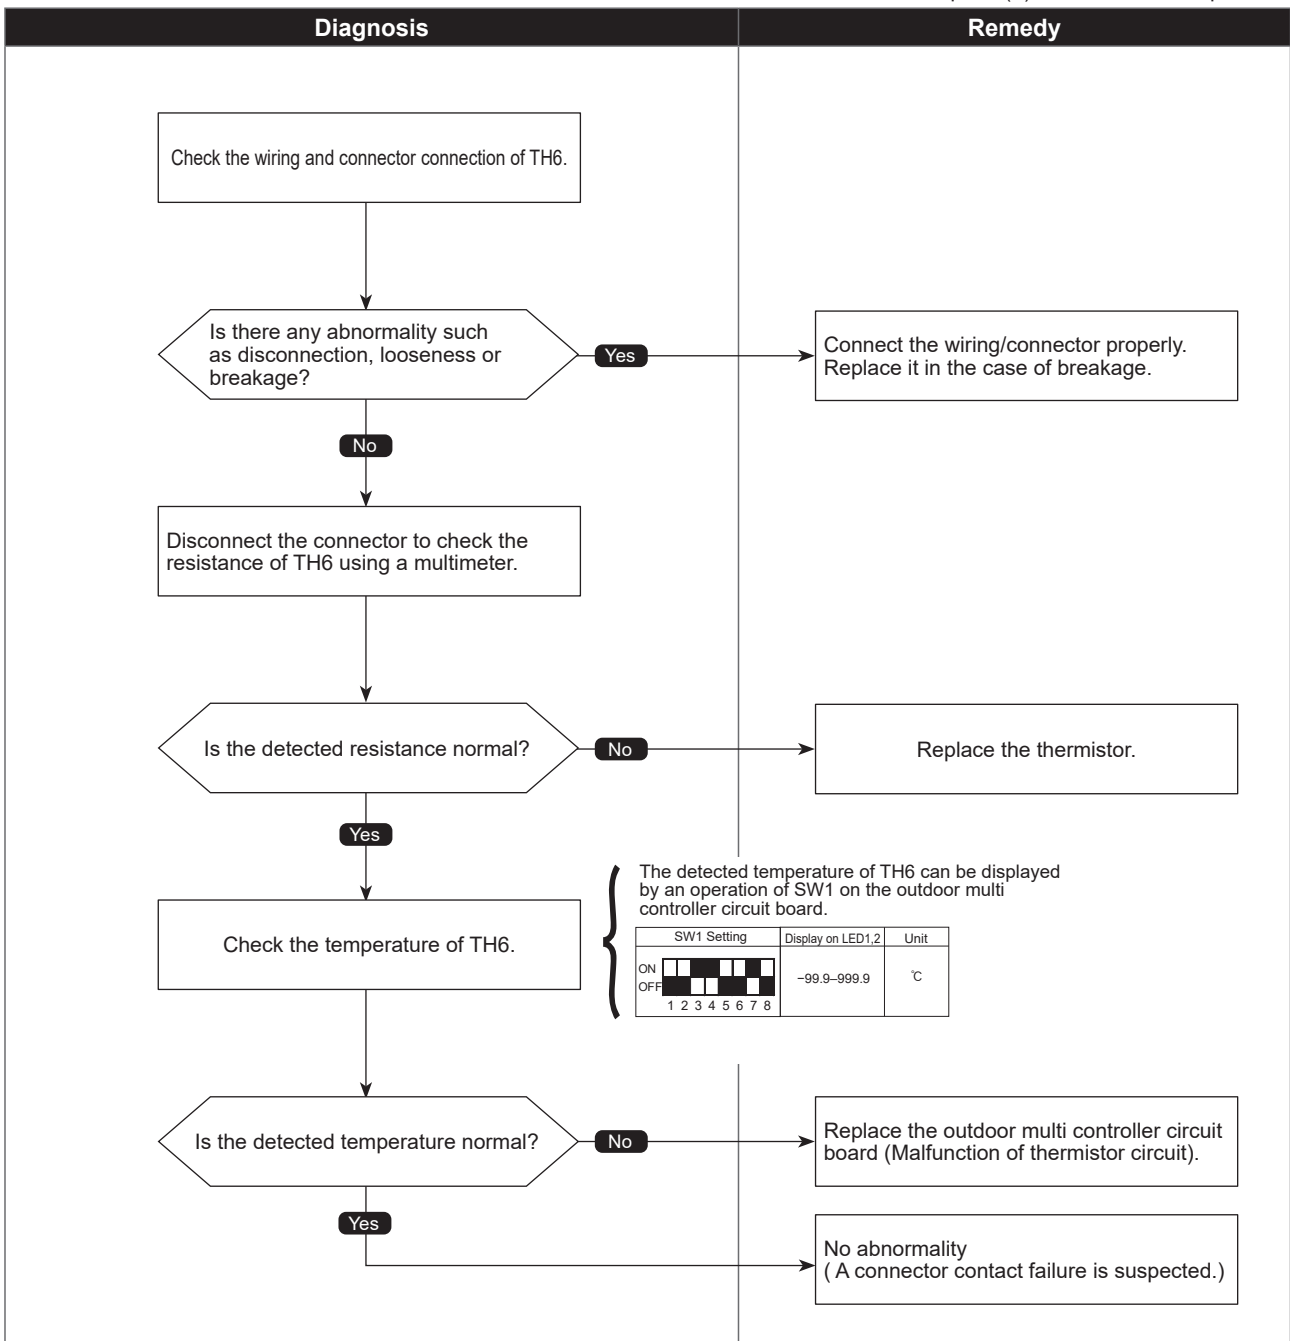 Diagnosis
Remedy
Check the wiring and connector connection of TH6.
Is there any abnormality such
as disconnection, looseness or
breakage?
Yes
Connect the wiring/connector properly.
Replace it in the case of breakage.
No
Disconnect the connector to check the
resistance of TH6 using a multimeter.
Is the detected resistance normal?
No
Replace the thermistor.
Yes
The detected temperature of TH6 can be displayed
by an operation of SW1 on the outdoor multi
controller circuit board.
Check the temperature of TH6.
SW1 Setting
Display on LED1,2
Unit
ON
OFF
1 2 3 4 5 6 7 8
−99.9–999.9
℃
Is the detected temperature normal?
No
Replace the outdoor multi controller circuit
board (Malfunction of thermistor circuit).
Yes
No abnormality
( A connector contact failure is suspected.)